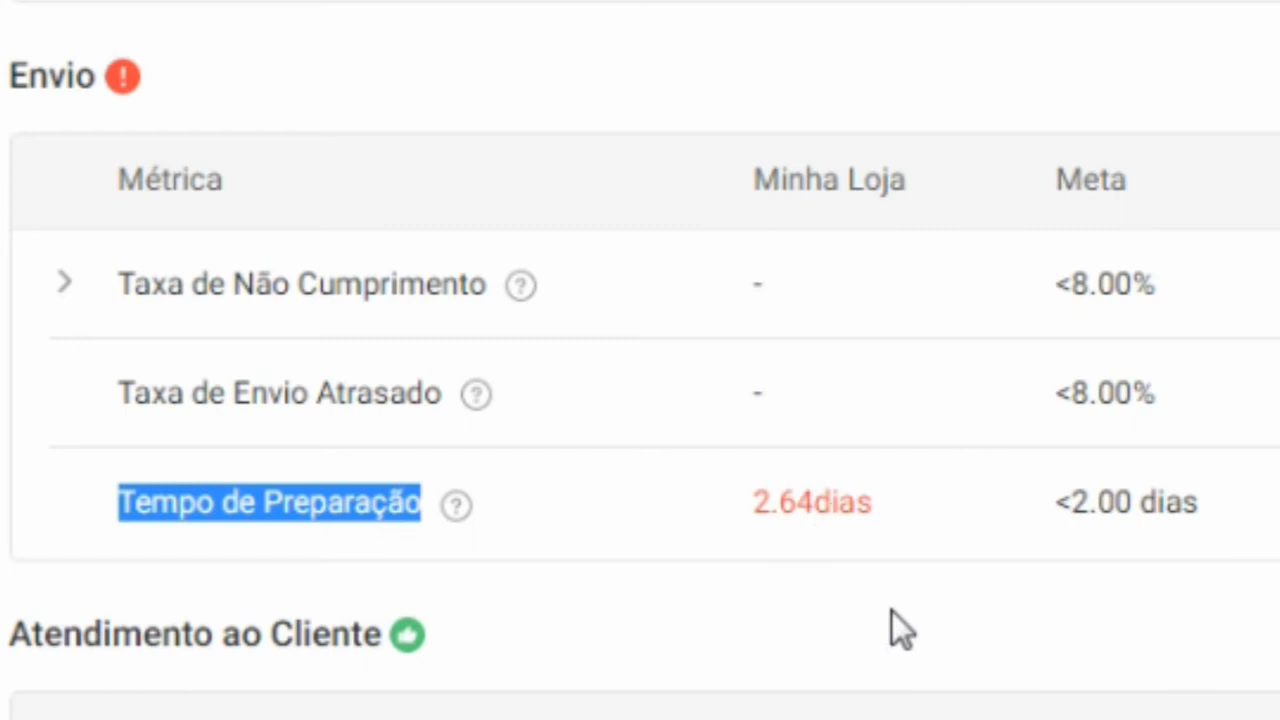 Envio
Métrica Minha Loja Meta
Taxa de Não Cumprimento ? - <8.00%
Taxa de Envio Atrasado ? - <8.00%
Tempo de Preparação ? 2.64dias <2.00 dias
Atendimento ao Cliente